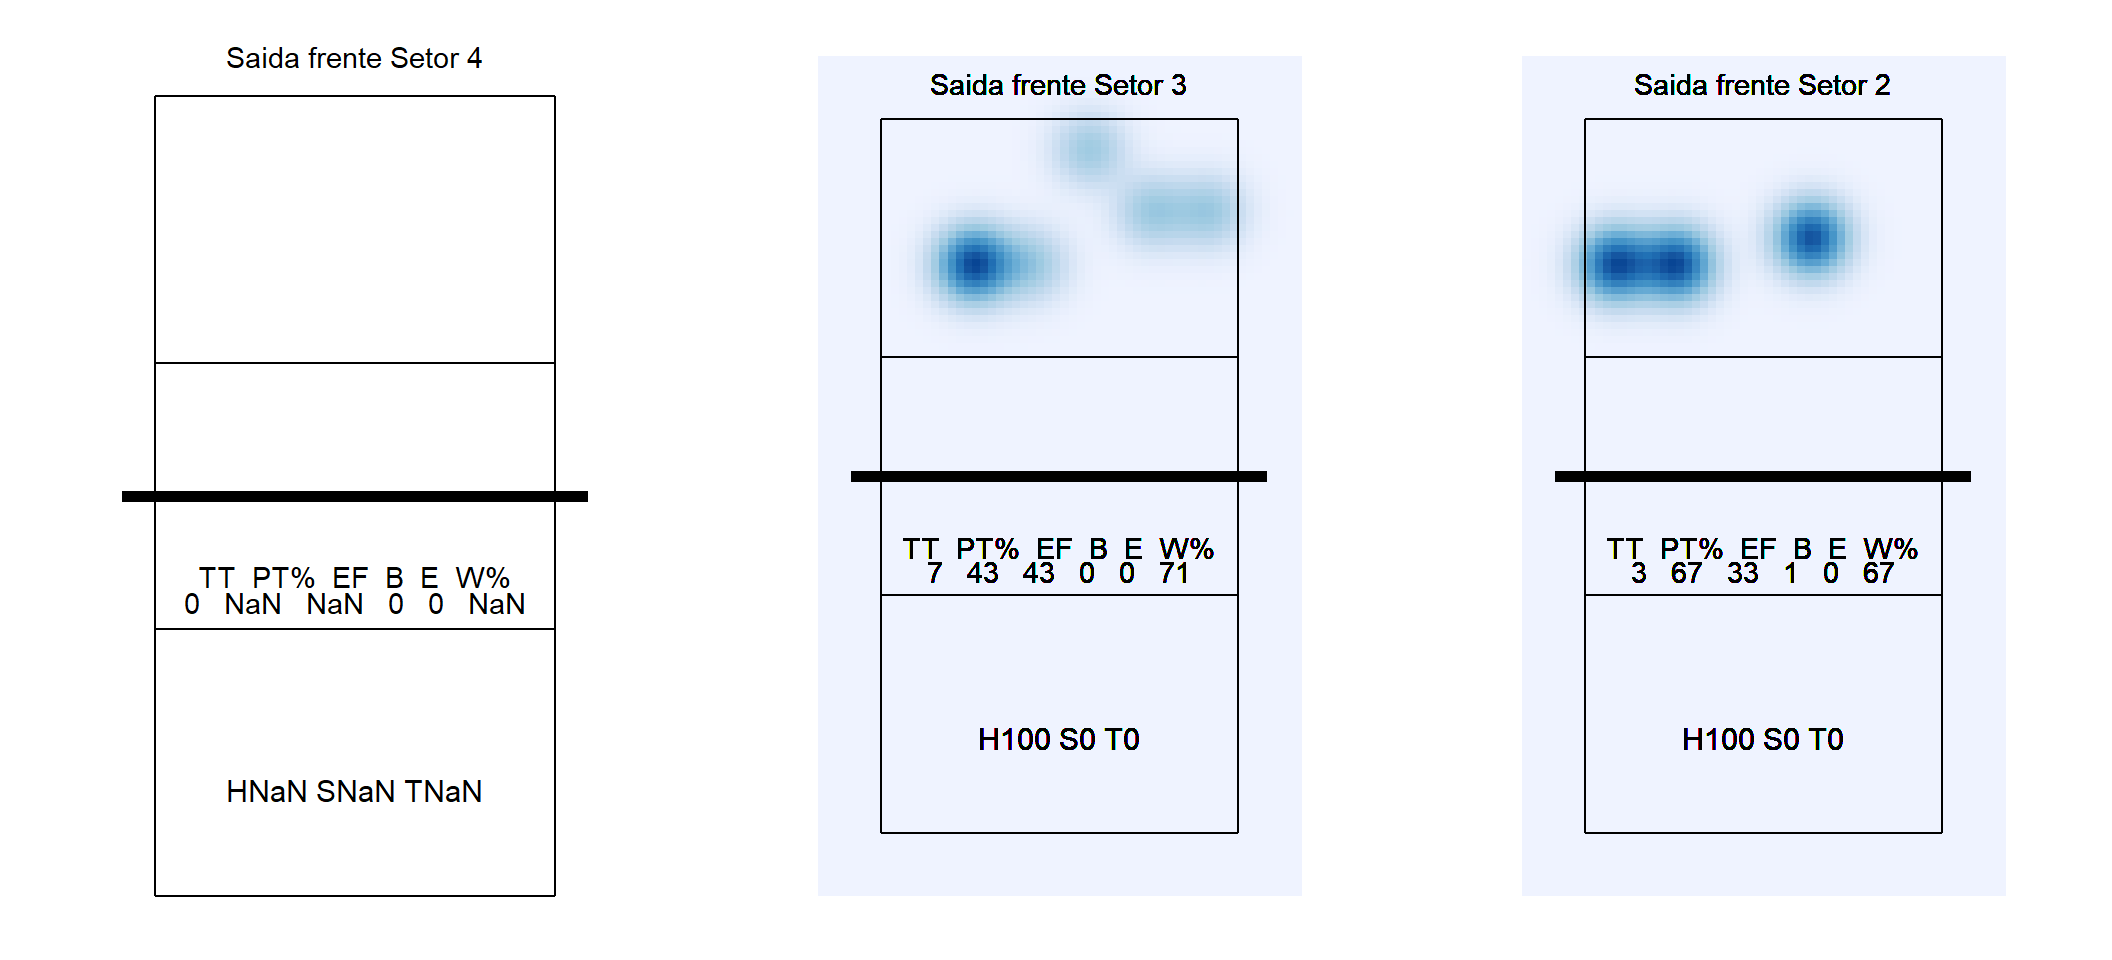 Saida frente Setor 4
TT PT% EF B E W%
0 NaN NaN 0 0 NaN
HNaN SNaN TNaN
Saida frente Setor 3
TT PT% EF B E W%
7 43 43 0 0 71
H100 S0 T0
Saida frente Setor 2
TT PT% EF B E W%
3 67 33 1 0 67
H100 S0 T0